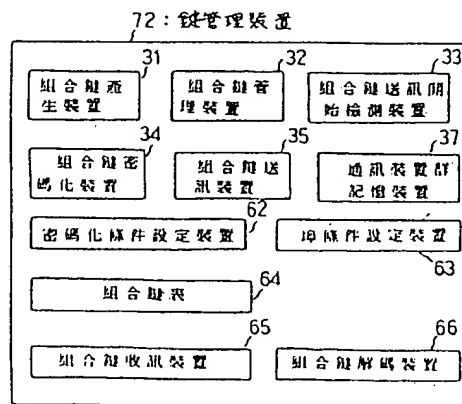 72：鍵管理裝置
31
32
33
組合鍵產
生裝置
組合鍵管
理裝置
組合鍵送訊開
始檢測裝置
34
35
37
組合鍵密
碼化裝置
組合鍵送
訊裝置
通訊裝置群
記憶裝置
62
密碼化條件設定裝置
埠條件設定裝置
63
組合鍵表
64
65
66
組合鍵收訊裝置
組合鍵解碼裝置